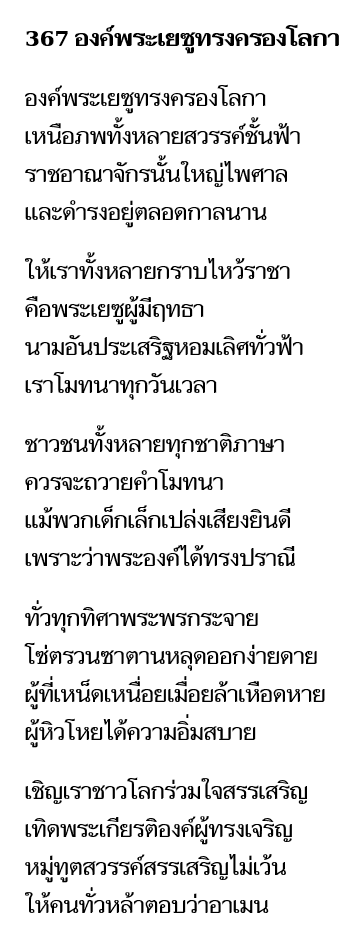 367 องค์พระเยซูทรงครองโลกา
องค์พระเยซูทรงครองโลกา
เหนือภพทั้งหลายสวรรค์ชั้นฟ้า
ราชอาณาจักรนั้นใหญ่ไพศาล
และดำรงอยู่ตลอดกาลนาน
ให้เราทั้งหลายกราบไหว้ราชา
คือพระเยซูผู้มีฤทธา
นามอันประเสริฐหอมเลิศทั่วฟ้า
เราโมทนาทุกวันเวลา
ชาวชนทั้งหลายทุกชาติภาษา
ควรจะถวายคำโมทนา
แม้พวกเด็กเล็กเปล่งเสียงยินดี
เพราะว่าพระองค์ได้ทรงปราณี
ทั่วทุกทิศาพระพรกระจาย
โซ่ตรวนซาตานหลุดออกง่ายดาย
ผู้ที่เหน็ดเหนื่อยเมื่อยล้าเหือดหาย
ผู้หิวโหยได้ความอิ่มสบาย
เชิญเราชาวโลกร่วมใจสรรเสริญ
เทิดพระเกียรติองค์ผู้ทรงเจริญ
หมู่ทูตสวรรค์สรรเสริญไม่เว้น
ให้คนทั่วหล้าตอบว่าอาเมน